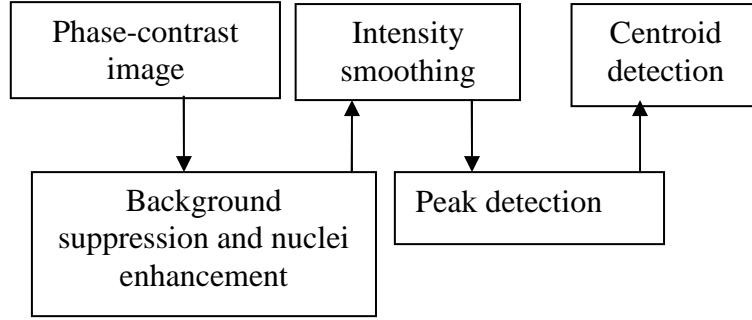 Phase-contrast
image
Intensity
smoothing
Centroid
detection
Background
suppression and nuclei
enhancement
Peak detection